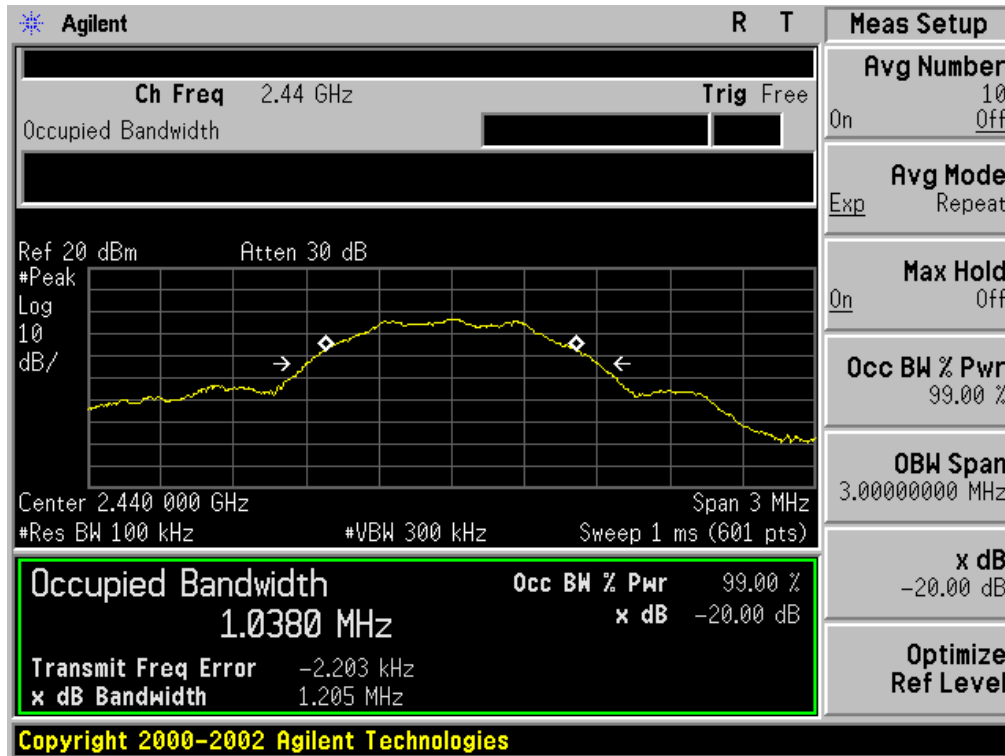 Agilent R T
Ch Freq 2.44 GHz Trig Free
Occupied Bandwidth
Ref 20 dBm Atten 30 dB
#Peak
Log
10
dB/
Center 2.440 000 GHz Span 3 MHz
#Res BW 100 kHz #VBW 300 kHz Sweep 1 ms (601 pts)
Occupied Bandwidth Occ BW % Pwr 99.00 %
1.0380 MHz x dB -20.00 dB
Transmit Freq Error -2.203 kHz
x dB Bandwidth 1.205 MHz
Copyright 2000-2002 Agilent Technologies
Meas Setup
Avg Number
10
On Off
Avg Mode
Exp Repeat
Max Hold
On Off
Occ BW % Pwr
99.00 %
OBW Span
3.00000000 MHz
x dB
-20.00 dB
Optimize
Ref Level